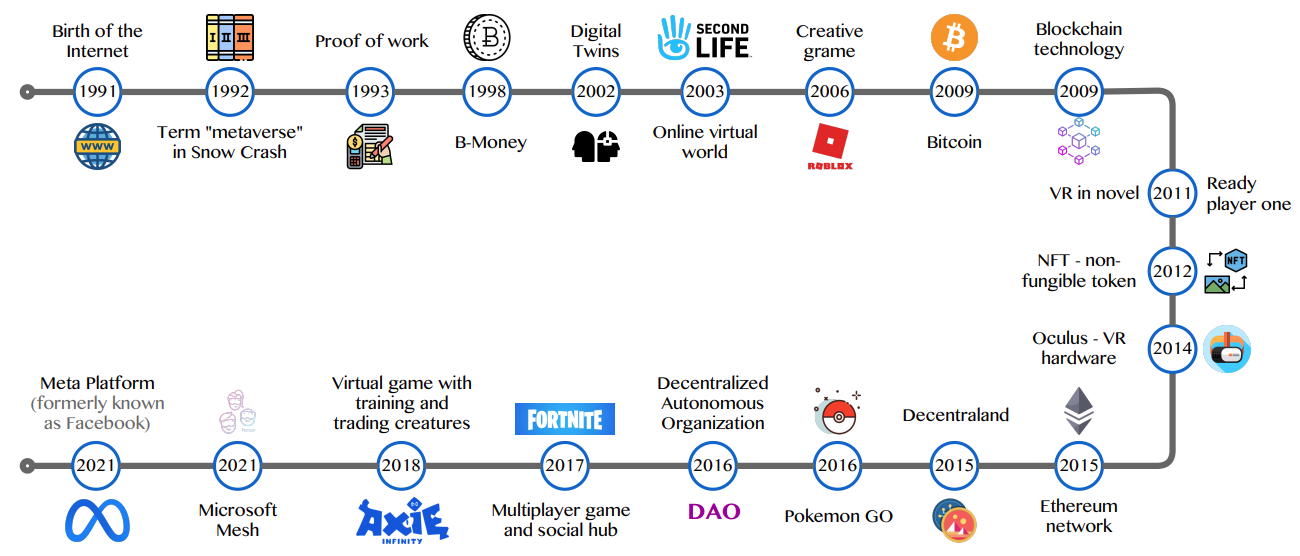 Birth of the
Internet
1991
WWW
I II III
1992
Term "metaverse"
in Snow Crash
Proof of work
1993
1998
B-Money
Digital
Twins
2002
SECOND
LIFE
2003
Online virtual
world
Creative
grame
2006
ROBLOX
2009
Bitcoin
Blockchain
technology
2009
VR in novel
2011
Ready
player one
NFT - non-
fungible token
2012
NFT
Oculus - VR
hardware
2014
2015
Ethereum
network
Decentraland
2015
2016
Pokemon GO
Decentralized
Autonomous
Organization
2016
DAO
FORTNITE
2017
Multiplayer game
and social hub
Virtual game with
training and
trading creatures
2018
AXIE
INFINITY
2021
Microsoft
Mesh
Meta Platform
(formerly known
as Facebook)
2021